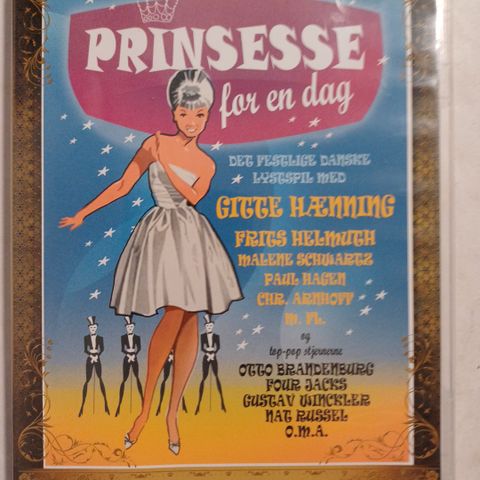 PRINSESSE
for en dag
DET FESTLIGE DANSKE
LYSTSPIL MED
GITTE HÆNNING
FRITS HELMUTH
MALENE SCHWARTZ
PAUL HAGEN
CHR. ARNHOFF
M. FL.
og
top-pop stjernerne
OTTO BRANDENBURG
FOUR JACKS
GUSTAV WINCKLER
NAT RUSSEL
O.M.A.